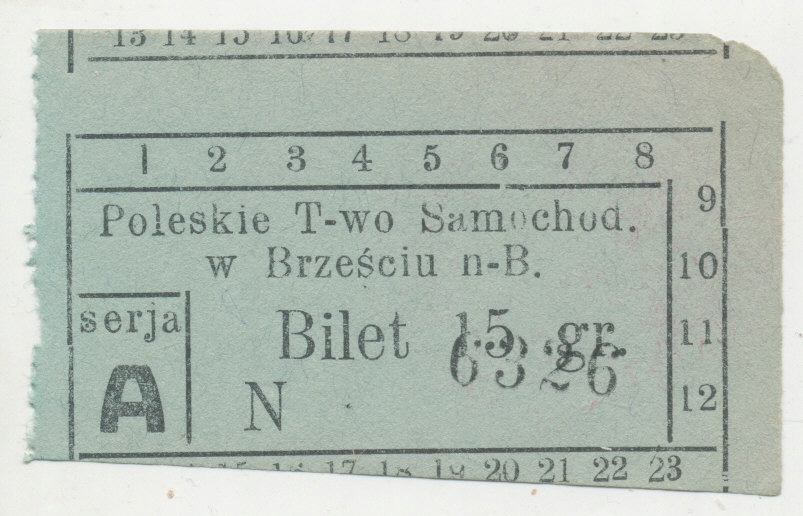 13 14 15 16 17 18 19 20 21 22 23
1 2 3 4 5 6 7 8
9
10
11
12
Poleskie T-wo Samochod.
w Brześciu n-B.
serja
A
Bilet 15 gr.
N 6326
15 16 17 18 19 20 21 22 23